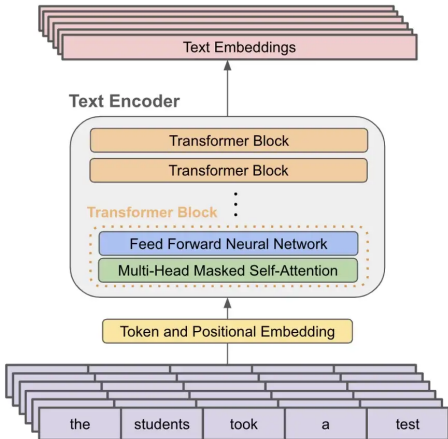 Text Embeddings
Text Encoder
Transformer Block
Transformer Block
Transformer Block
Feed Forward Neural Network
Multi-Head Masked Self-Attention
Token and Positional Embedding
the students took a test